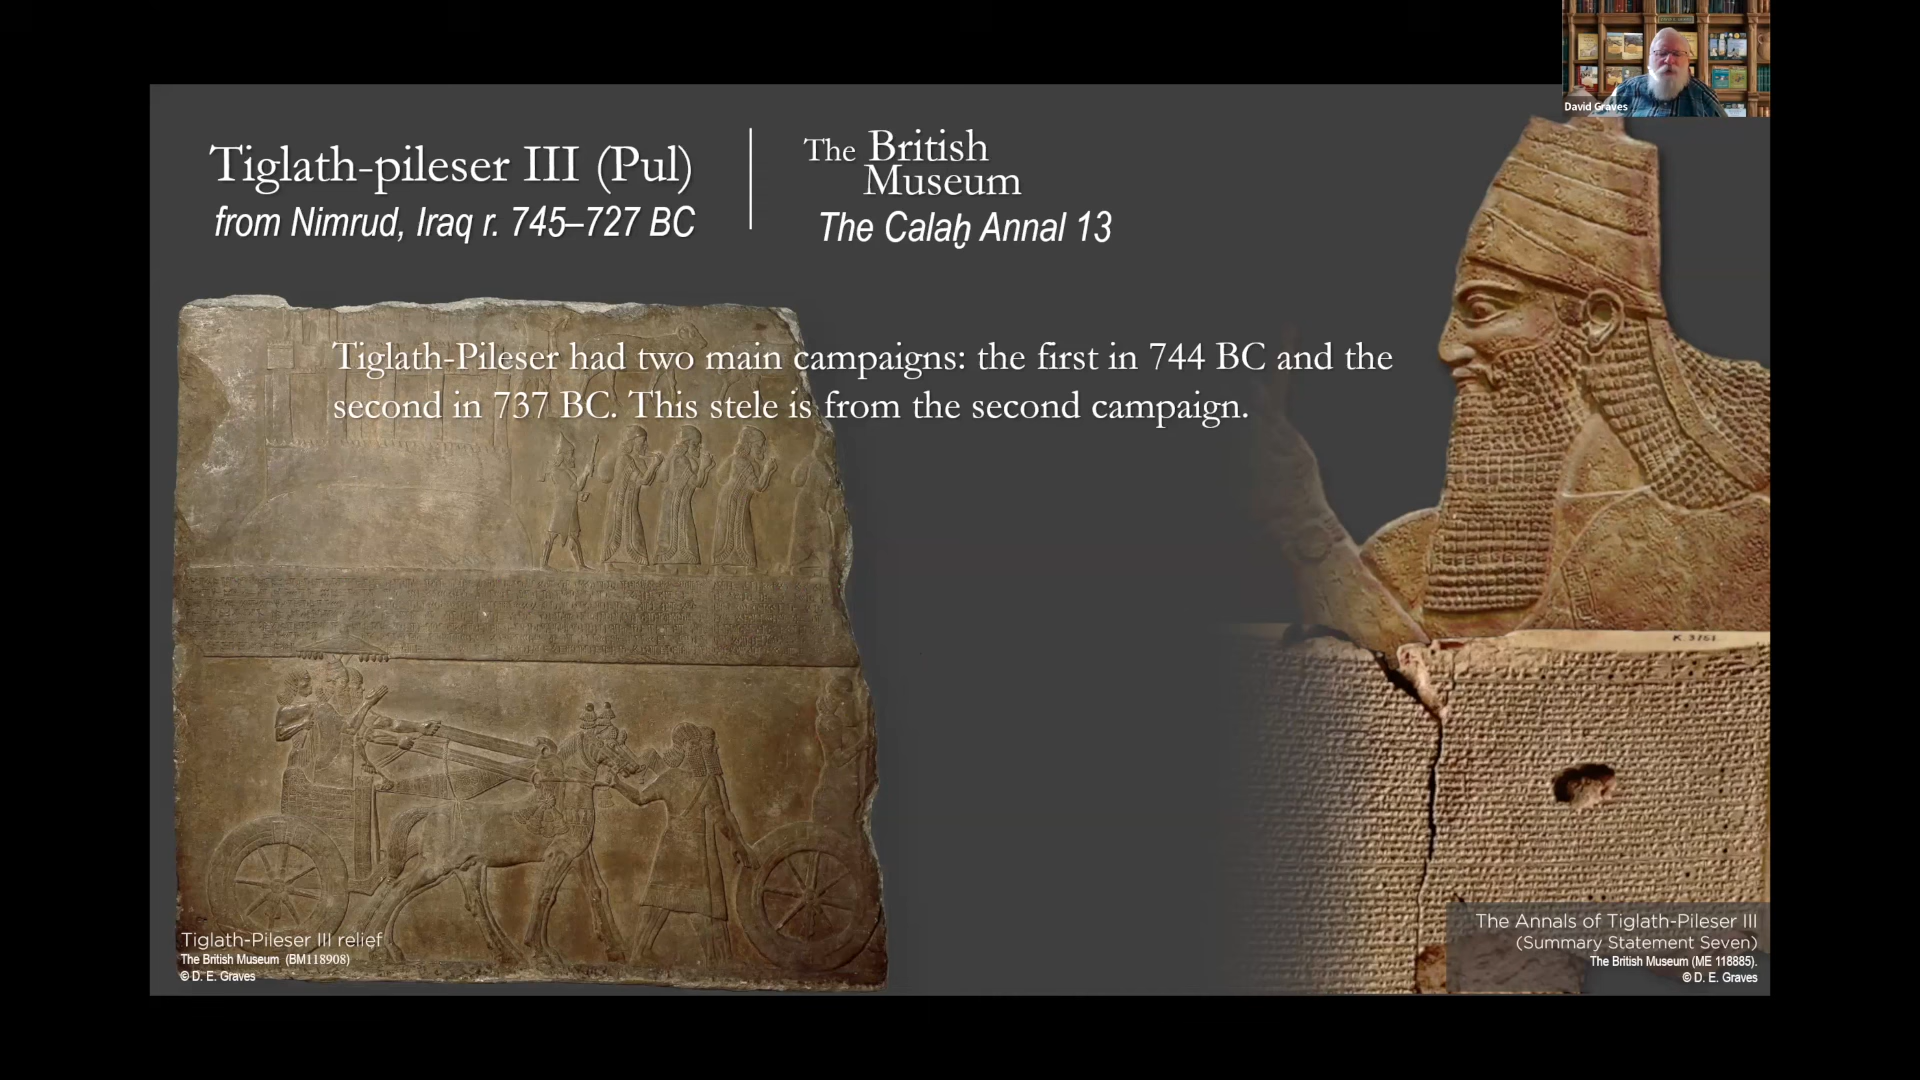 David Graves
Tiglath-pileser III (Pul)
from Nimrud, Iraq r. 745–727 BC
The British
Museum
The Calaḫ Annal 13
Tiglath-Pileser had two main campaigns: the first in 744 BC and the
second in 737 BC. This stele is from the second campaign.
K. 3751.
Tiglath-Pileser III relief
The British Museum (BM118908)
© D. E. Graves
The Annals of Tiglath-Pileser III
(Summary Statement Seven)
The British Museum (ME 118885).
© D. E. Graves